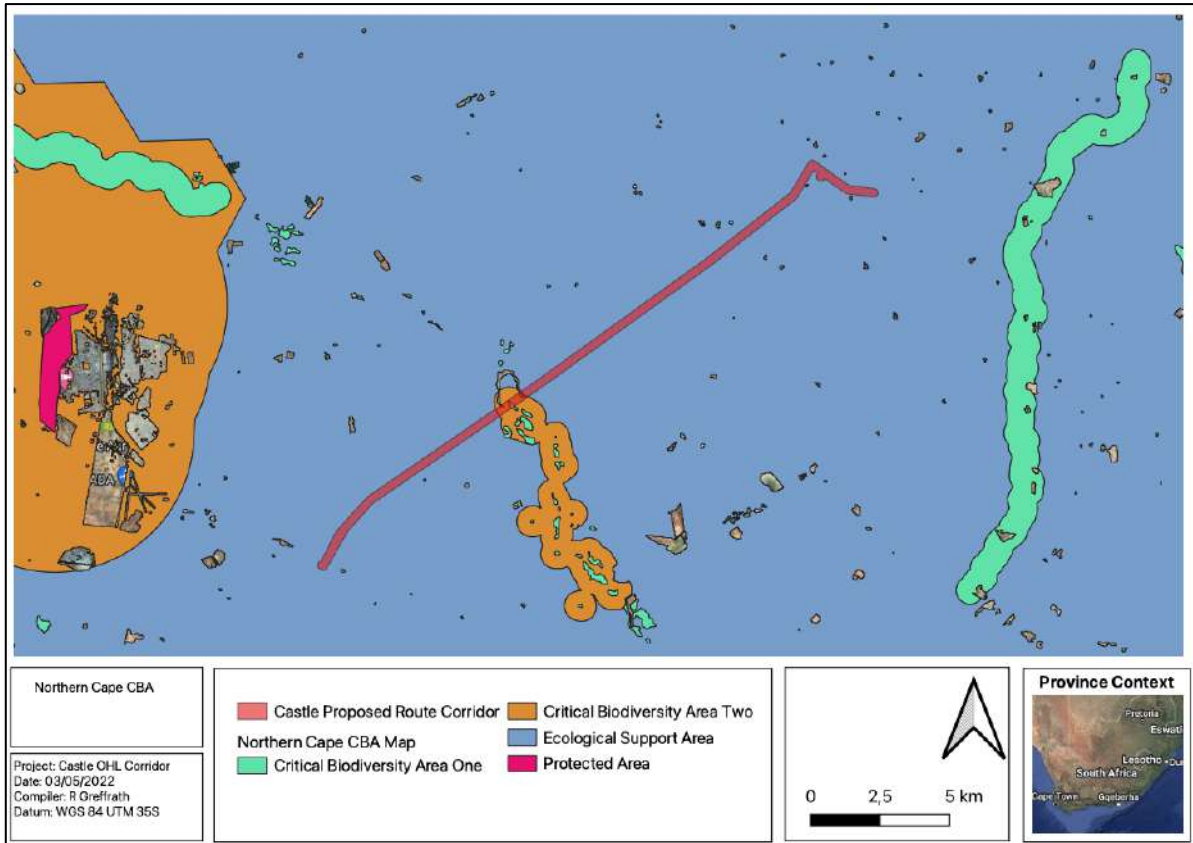 Northern Cape CBA
Project: Castle OHL Corridor
Date: 03/05/2022
Compiler: R Greffrath
Datum: WGS 84 UTM 35S
Castle Proposed Route Corridor
Northern Cape CBA Map
Critical Biodiversity Area One
Critical Biodiversity Area Two
Ecological Support Area
Protected Area
0 2,5 5 km
Province Context
Pretoria
Eswati
Lesotho
Du
South Africa
Cape Town
Gqeberha